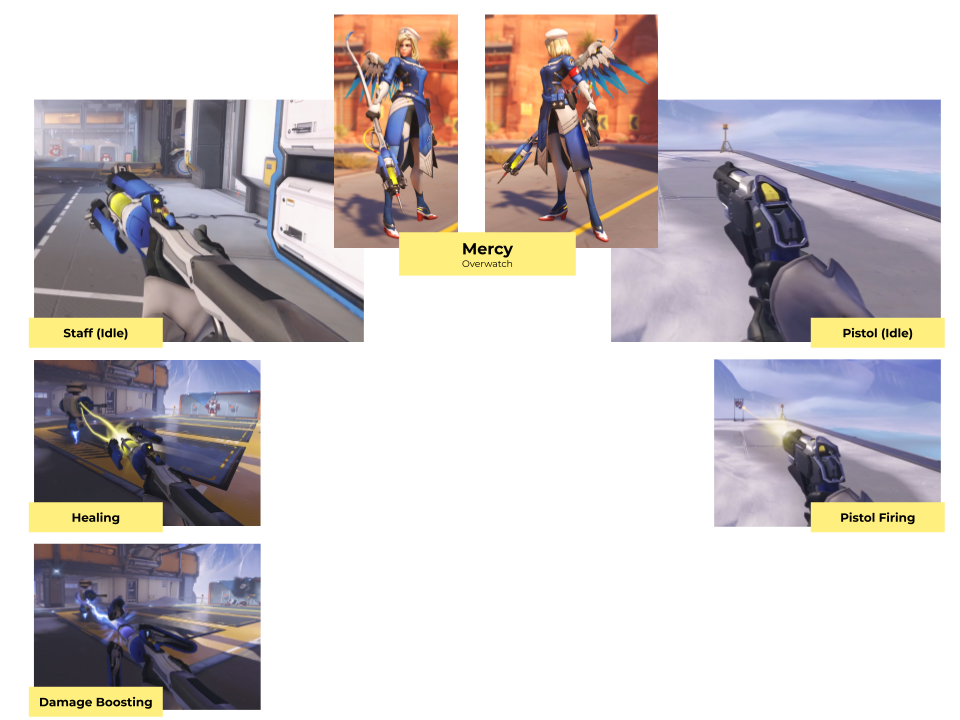 Mercy
Overwatch
Staff (Idle)
Pistol (Idle)
Healing
Pistol Firing
Damage Boosting